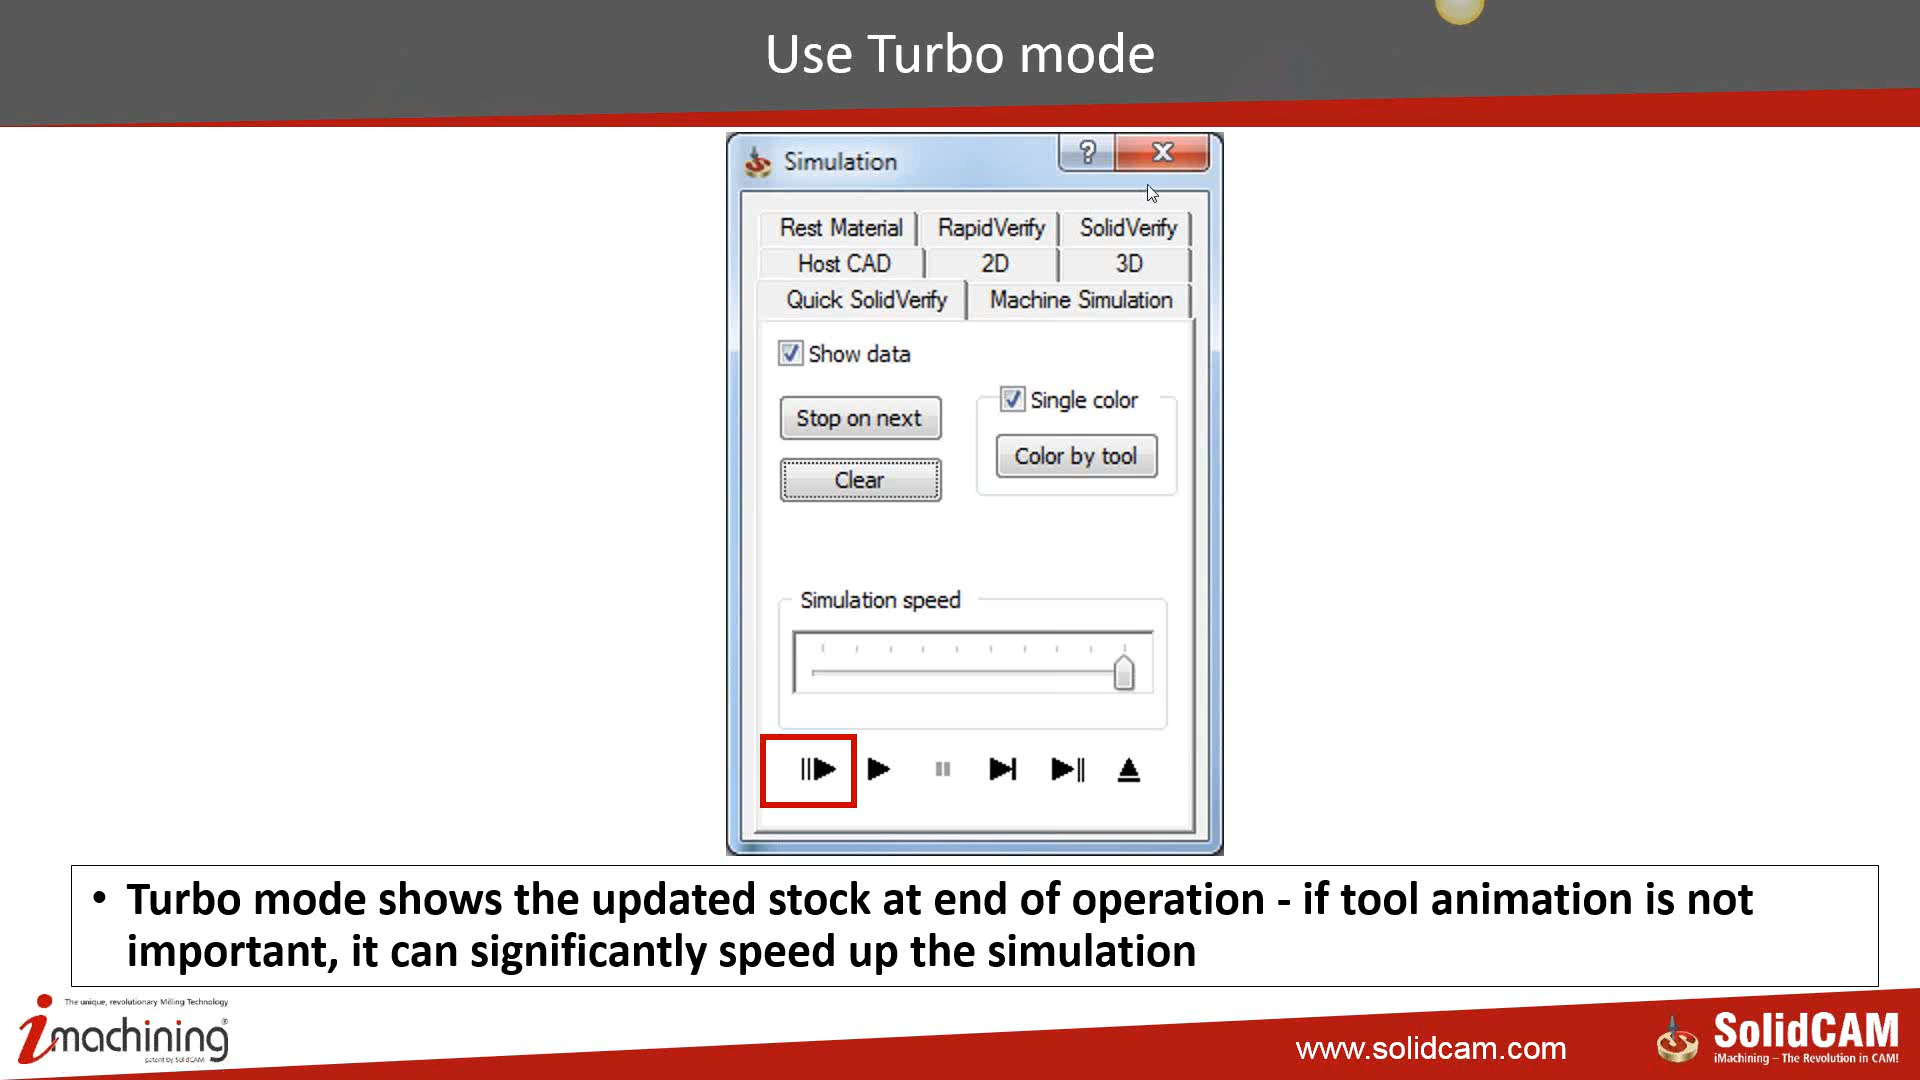 Use Turbo mode
Simulation
?
Rest Material RapidVerify SolidVerify
Host CAD 2D 3D
Quick SolidVerify Machine Simulation
Show data
Single color
Stop on next
Color by tool
Clear
Simulation speed
• Turbo mode shows the updated stock at end of operation - if tool animation is not
important, it can significantly speed up the simulation
The unique, revolutionary Milling Technology
imachining®
patent by SolidCAM
www.solidcam.com
SolidCAM
iMachining – The Revolution in CAM!